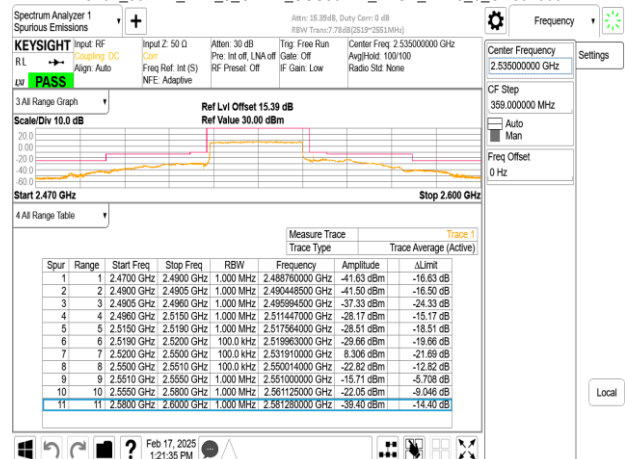 Spectrum Analyzer 1
Spurious Emissions
Attn: 15.39dB, Duty Corr: 0 dB
RBW Trans:7.78dB(2519~2551MHz)
Frequency
KEYSIGHT
Input: RF
Input Z: 50 Ω
Atten: 30 dB
Trig: Free Run
Center Freq: 2.535000000 GHz
RL
Coupling: DC
Corr
Pre: Int off, LNA off
Gate: Off
Avg|Hold: 100/100
Align: Auto
Freq Ref: Int (S)
RF Presel: Off
IF Gain: Low
Radio Std: None
LXI
PASS
NFE: Adaptive
Center Frequency
2.535000000 GHz
Settings
CF Step
359.000000 MHz
Auto
Man
Freq Offset
0 Hz
3 All Range Graph
Ref Lvl Offset 15.39 dB
Scale/Div 10.0 dB
Ref Value 30.00 dBm
20.0
0.00
-20.0
-40.0
-60.0
Start 2.470 GHz
Stop 2.600 GHz
4 All Range Table
Measure Trace
Trace 1
Trace Type
Trace Average (Active)
Spur Range Start Freq Stop Freq RBW Frequency Amplitude ΔLimit
1 1 2.4700 GHz 2.4900 GHz 1.000 MHz 2.488760000 GHz -41.63 dBm -16.63 dB
2 2 2.4900 GHz 2.4905 GHz 1.000 MHz 2.490448500 GHz -41.50 dBm -16.50 dB
3 3 2.4905 GHz 2.4960 GHz 1.000 MHz 2.495994500 GHz -37.33 dBm -24.33 dB
4 4 2.4960 GHz 2.5150 GHz 1.000 MHz 2.511447000 GHz -28.17 dBm -15.17 dB
5 5 2.5150 GHz 2.5190 GHz 1.000 MHz 2.517564000 GHz -28.51 dBm -18.51 dB
6 6 2.5190 GHz 2.5200 GHz 100.0 kHz 2.519963000 GHz -29.66 dBm -19.66 dB
7 7 2.5200 GHz 2.5500 GHz 100.0 kHz 2.531910000 GHz 8.306 dBm -21.69 dB
8 8 2.5500 GHz 2.5510 GHz 100.0 kHz 2.550014000 GHz -22.82 dBm -12.82 dB
9 9 2.5510 GHz 2.5550 GHz 1.000 MHz 2.551000000 GHz -15.71 dBm -5.708 dB
10 10 2.5550 GHz 2.5800 GHz 1.000 MHz 2.561125000 GHz -22.05 dBm -9.046 dB
11 11 2.5800 GHz 2.6000 GHz 1.000 MHz 2.581280000 GHz -39.40 dBm -14.40 dB
Local
Feb 17, 2025
1:21:35 PM